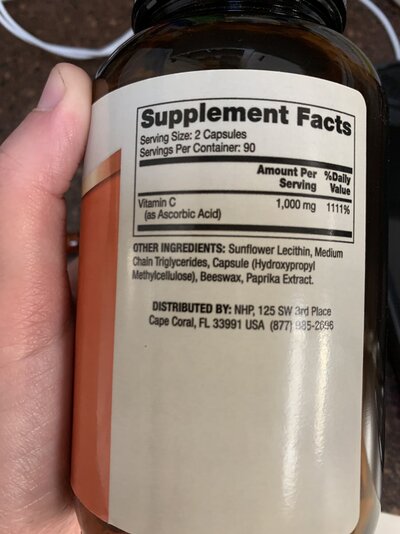 Supplement Facts
Serving Size: 2 Capsules
Servings Per Container: 90
Amount Per Serving %Daily Value
Vitamin C (as Ascorbic Acid) 1,000 mg 1111%
OTHER INGREDIENTS: Sunflower Lecithin, Medium
Chain Triglycerides, Capsule (Hydroxypropyl
Methylcellulose), Beeswax, Paprika Extract.
DISTRIBUTED BY: NHP, 125 SW 3rd Place
Cape Coral, FL 33991 USA (877)